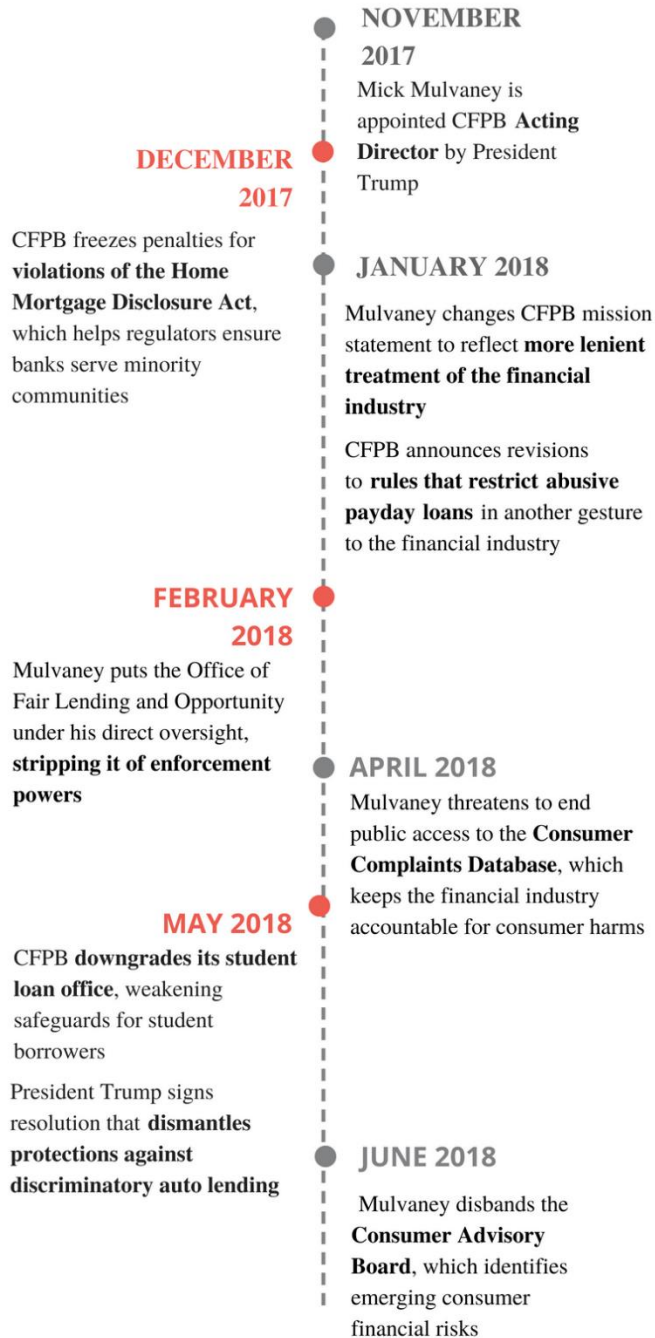 NOVEMBER
2017
Mick Mulvaney is
appointed CFPB Acting
Director by President
Trump
DECEMBER
2017
CFPB freezes penalties for
violations of the Home
Mortgage Disclosure Act,
which helps regulators ensure
banks serve minority
communities
JANUARY 2018
Mulvaney changes CFPB mission
statement to reflect more lenient
treatment of the financial
industry
CFPB announces revisions
to rules that restrict abusive
payday loans in another gesture
to the financial industry
FEBRUARY
2018
Mulvaney puts the Office of
Fair Lending and Opportunity
under his direct oversight,
stripping it of enforcement
powers
APRIL 2018
Mulvaney threatens to end
public access to the Consumer
Complaints Database, which
keeps the financial industry
accountable for consumer harms
MAY 2018
CFPB downgrades its student
loan office, weakening
safeguards for student
borrowers
President Trump signs
resolution that dismantles
protections against
discriminatory auto lending
JUNE 2018
Mulvaney disbands the
Consumer Advisory
Board, which identifies
emerging consumer
financial risks